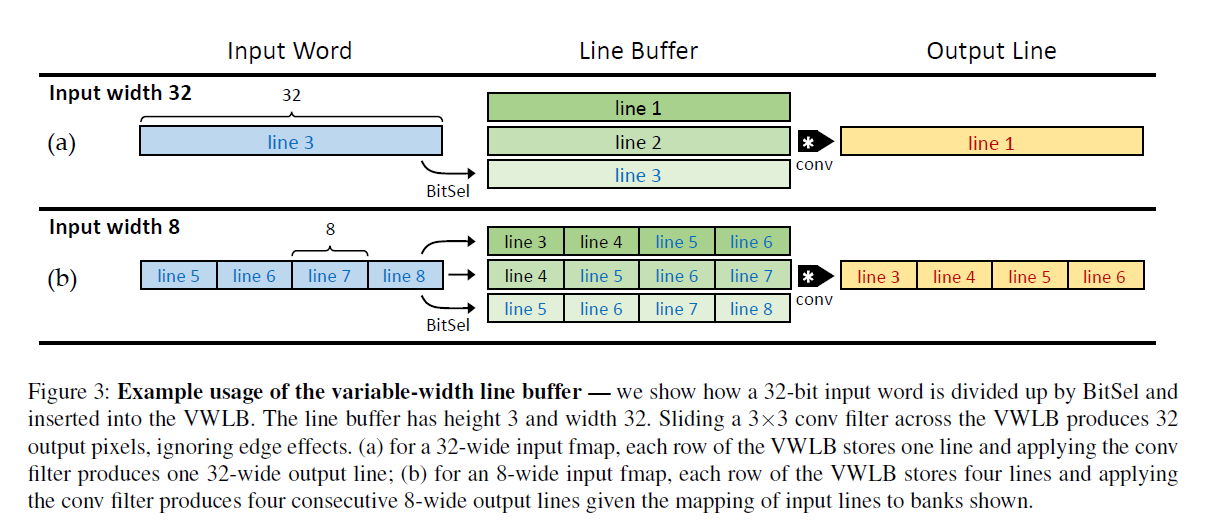 Input Word Line Buffer Output Line
Input width 32
32
line 1
(a) line 3 line 2 * line 1
conv
line 3
BitSel
Input width 8
8
line 3 line 4 line 5 line 6
(b) line 5 line 6 line 7 line 8 line 4 line 5 line 6 line 7 * line 3 line 4 line 5 line 6
conv
line 5 line 6 line 7 line 8
BitSel
Figure 3: Example usage of the variable-width line buffer — we show how a 32-bit input word is divided up by BitSel and
inserted into the VWLB. The line buffer has height 3 and width 32. Sliding a 3×3 conv filter across the VWLB produces 32
output pixels, ignoring edge effects. (a) for a 32-wide input fmap, each row of the VWLB stores one line and applying the conv
filter produces one 32-wide output line; (b) for an 8-wide input fmap, each row of the VWLB stores four lines and applying
the conv filter produces four consecutive 8-wide output lines given the mapping of input lines to banks shown.